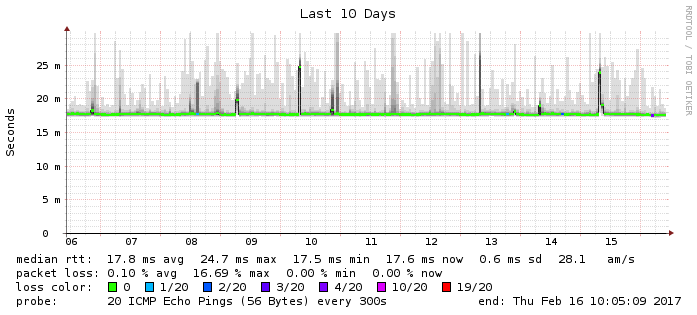 Last 10 Days
RRDTOOL / TOBI OETIKER
Seconds
25 m
20 m
15 m
10 m
5 m
0
06 07 08 09 10 11 12 13 14 15
median rtt: 17.8 ms avg 24.7 ms max 17.5 ms min 17.6 ms now 0.6 ms sd 28.1 am/s
packet loss: 0.10 % avg 16.69 % max 0.00 % min 0.00 % now
loss color: 0 1/20 2/20 3/20 4/20 10/20 19/20
probe: 20 ICMP Echo Pings (56 Bytes) every 300s end: Thu Feb 16 10:05:09 2017